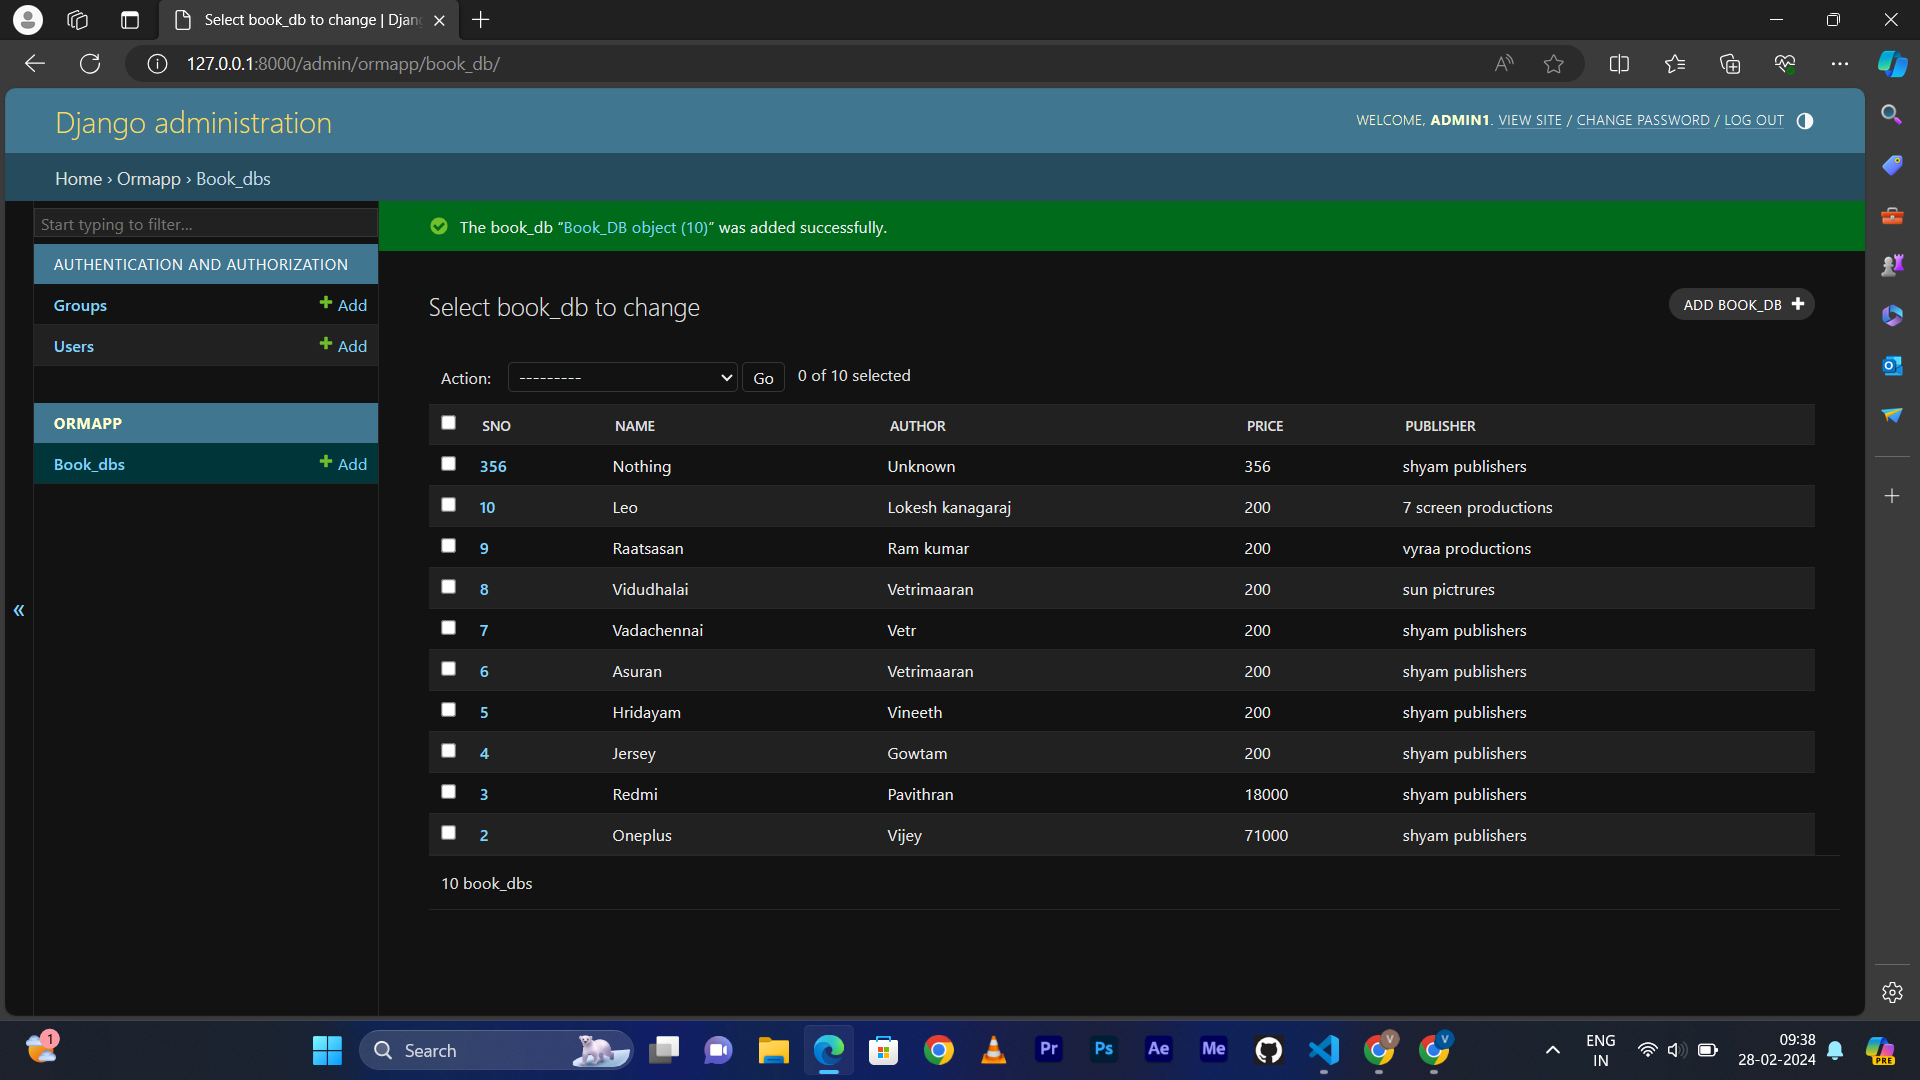 Select book_db to change | Djang
127.0.0.1:8000/admin/ormapp/book_db/
Django administration
WELCOME, ADMIN1. VIEW SITE / CHANGE PASSWORD / LOG OUT
Home › Ormapp › Book_dbs
Start typing to filter...
The book_db “Book_DB object (10)” was added successfully.
AUTHENTICATION AND AUTHORIZATION
Groups + Add
Users + Add
ORMAPP
Book_dbs + Add
«
Select book_db to change
ADD BOOK_DB +
Action: --------- Go 0 of 10 selected
SNO NAME AUTHOR PRICE PUBLISHER
356 Nothing Unknown 356 shyam publishers
10 Leo Lokesh kanagaraj 200 7 screen productions
9 Raatsasan Ram kumar 200 vyraa productions
8 Vidudhalai Vetrimaaran 200 sun pictrures
7 Vadachennai Vetr 200 shyam publishers
6 Asuran Vetrimaaran 200 shyam publishers
5 Hridayam Vineeth 200 shyam publishers
4 Jersey Gowtam 200 shyam publishers
3 Redmi Pavithran 18000 shyam publishers
2 Oneplus Vijey 71000 shyam publishers
10 book_dbs
1
Search
Pr
Ps
Ae
Me
V
V
ENG
IN
09:38
28-02-2024
PRE